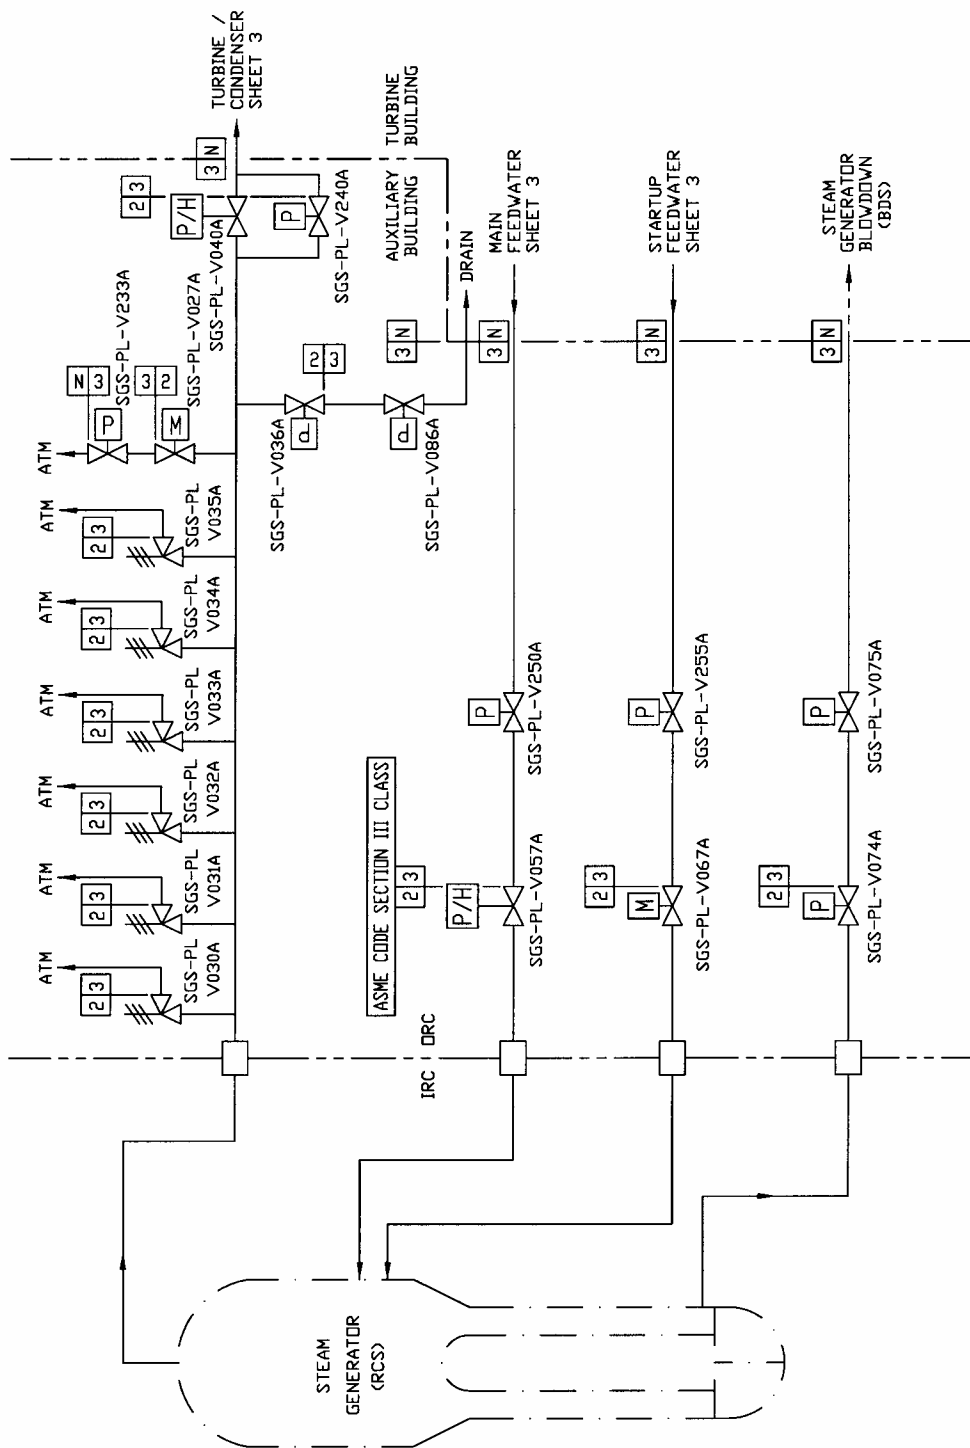 ATM
ATM
ATM
ATM
ATM
ATM
ATM
2 3
2 3
2 3
2 3
2 3
2 3
N
3
P
SGS-PL-V233A
3
2
M
SGS-PL-V027A
SGS-PL
V030A
SGS-PL
V031A
SGS-PL
V032A
SGS-PL
V033A
SGS-PL
V034A
SGS-PL
V035A
2 3
P/H
SGS-PL-V040A
3 N
TURBINE /
CONDENSER
SHEET 3
P
SGS-PL-V240A
SGS-PL-V036A
P
2
3
SGS-PL-V086A
P
DRAIN
AUXILIARY
BUILDING
TURBINE
BUILDING
STEAM
GENERATOR
(RCS)
IRC
ORC
ASME CODE SECTION III CLASS
2 3
P/H
SGS-PL-V057A
P
SGS-PL-V250A
3 N
3 N
MAIN
FEEDWATER
SHEET 3
2 3
M
SGS-PL-V067A
P
SGS-PL-V255A
3 N
STARTUP
FEEDWATER
SHEET 3
2 3
P
SGS-PL-V074A
P
SGS-PL-V075A
3 N
STEAM
GENERATOR
BLOWDOWN
(BDS)